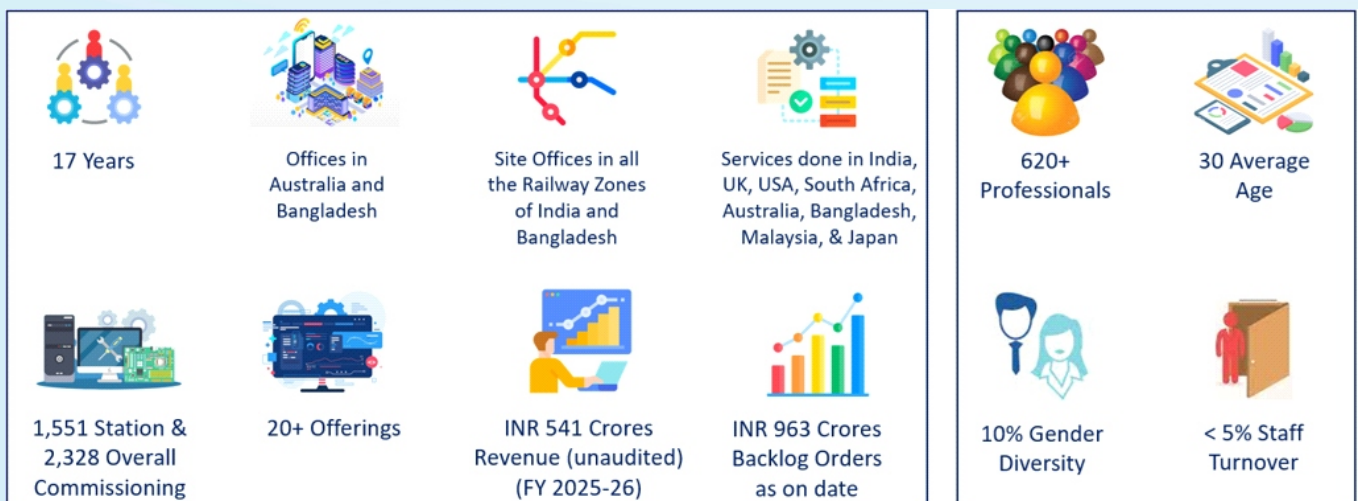 17 Years
Offices in
Australia and
Bangladesh
Site Offices in all
the Railway Zones
of India and
Bangladesh
Services done in India,
UK, USA, South Africa,
Australia, Bangladesh,
Malaysia, & Japan
620+
Professionals
30 Average
Age
1,551 Station &
2,328 Overall
Commissioning
20+ Offerings
INR 541 Crores
Revenue (unaudited)
(FY 2025-26)
INR 963 Crores
Backlog Orders
as on date
10% Gender
Diversity
< 5% Staff
Turnover